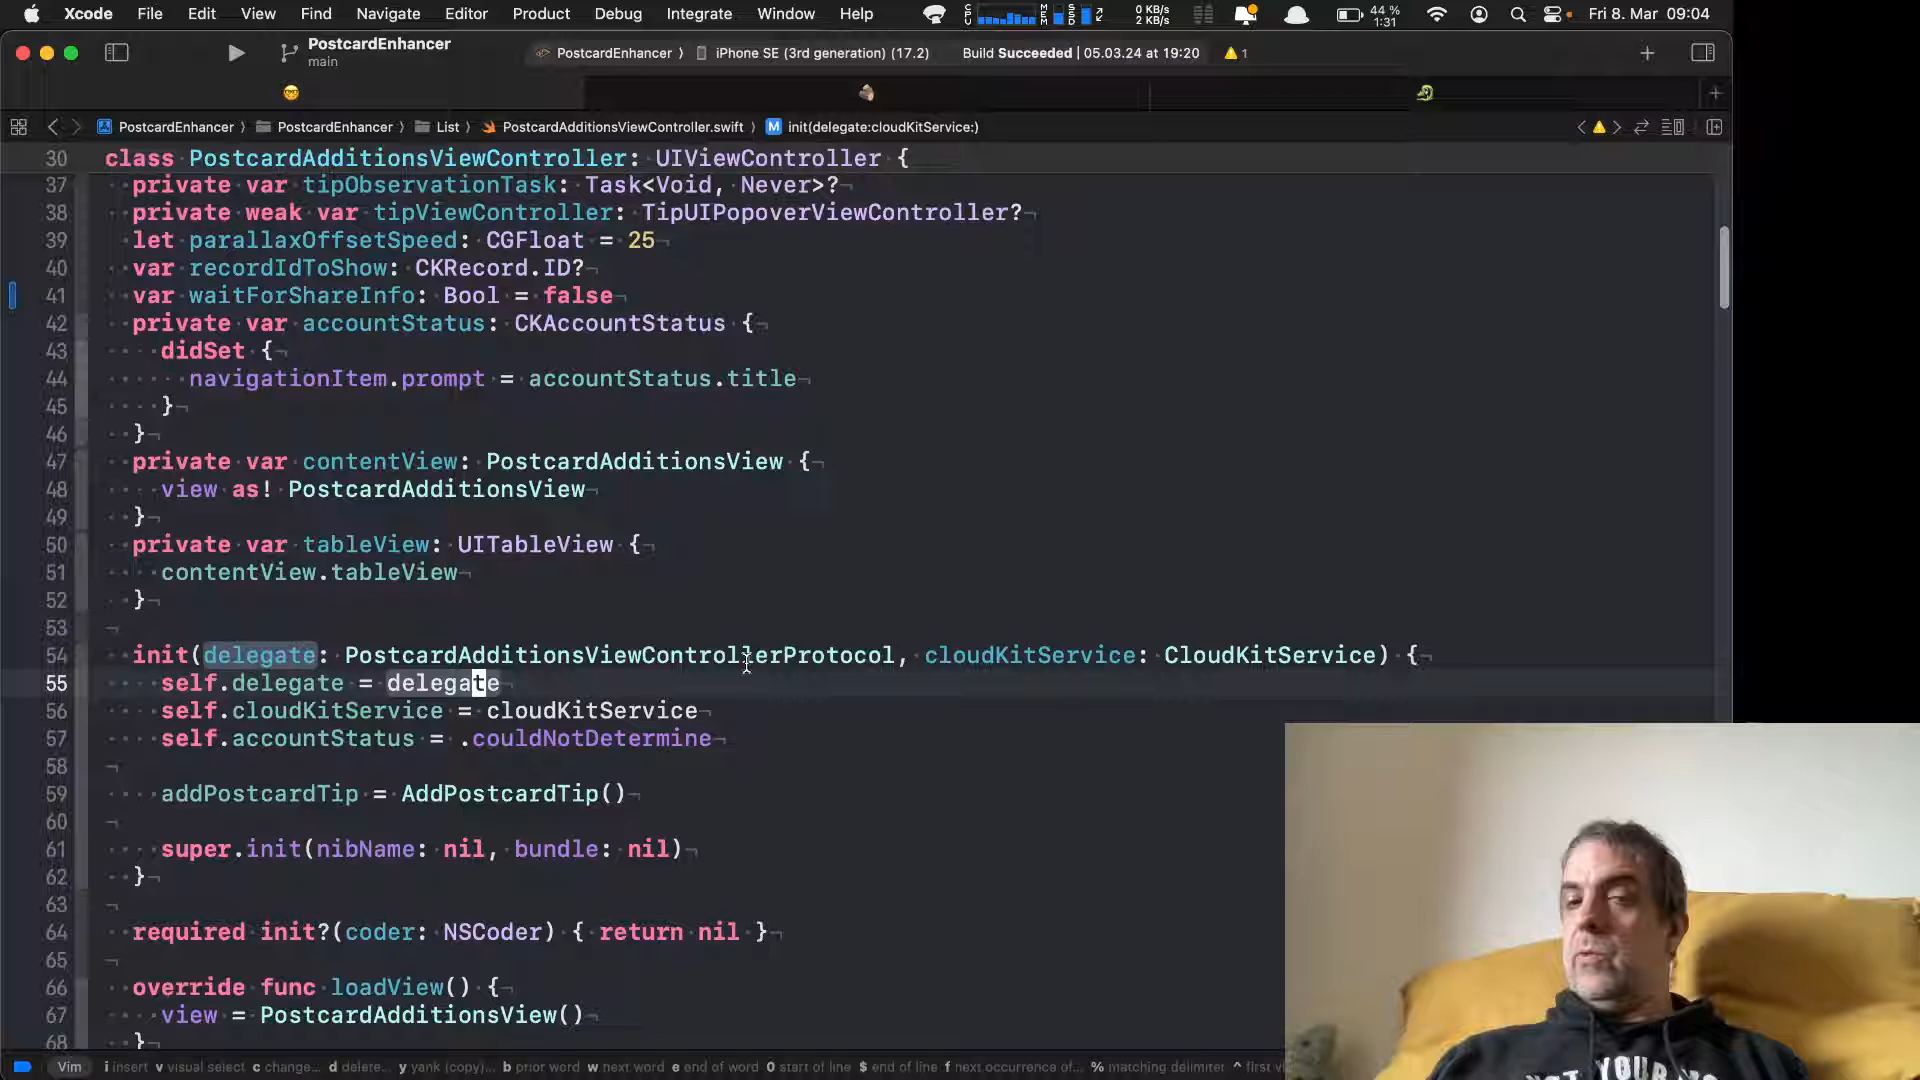 Xcode File Edit View Find Navigate Editor Product Debug Integrate Window Help 0 KB/s 2 KB/s 44 % 1:31 Fri 8. Mar 09:04
PostcardEnhancer
main
PostcardEnhancer 〉 iPhone SE (3rd generation) (17.2) Build Succeeded | 05.03.24 at 19:20 1
PostcardEnhancer 〉 PostcardEnhancer 〉 List 〉 PostcardAdditionsViewController.swift 〉 M init(delegate:cloudKitService:)
30 class PostcardAdditionsViewController: UIViewController {
37 private var tipObservationTask: Task<Void, Never>?
38 private weak var tipViewController: TipUIPopoverViewController?
39 let parallaxOffsetSpeed: CGFloat = 25
40 var recordIdToShow: CKRecord.ID?
41 var waitForShareInfo: Bool = false
42 private var accountStatus: CKAccountStatus {
43 didSet {
44 navigationItem.prompt = accountStatus.title
45 }
46 }
47 private var contentView: PostcardAdditionsView {
48 view as! PostcardAdditionsView
49 }
50 private var tableView: UITableView {
51 contentView.tableView
52 }
53
54 init(delegate: PostcardAdditionsViewControllerProtocol, cloudKitService: CloudKitService) {
55 self.delegate = delegate
56 self.cloudKitService = cloudKitService
57 self.accountStatus = .couldNotDetermine
58
59 addPostcardTip = AddPostcardTip()
60
61 super.init(nibName: nil, bundle: nil)
62 }
63
64 required init?(coder: NSCoder) { return nil }
65
66 override func loadView() {
67 view = PostcardAdditionsView()
68 }
Vim i insert v visual select c change... d delete... y yank (copy)... b prior word w next word e end of word 0 start of line $ end of line f next occurrence of... % matching delimiter ^ first